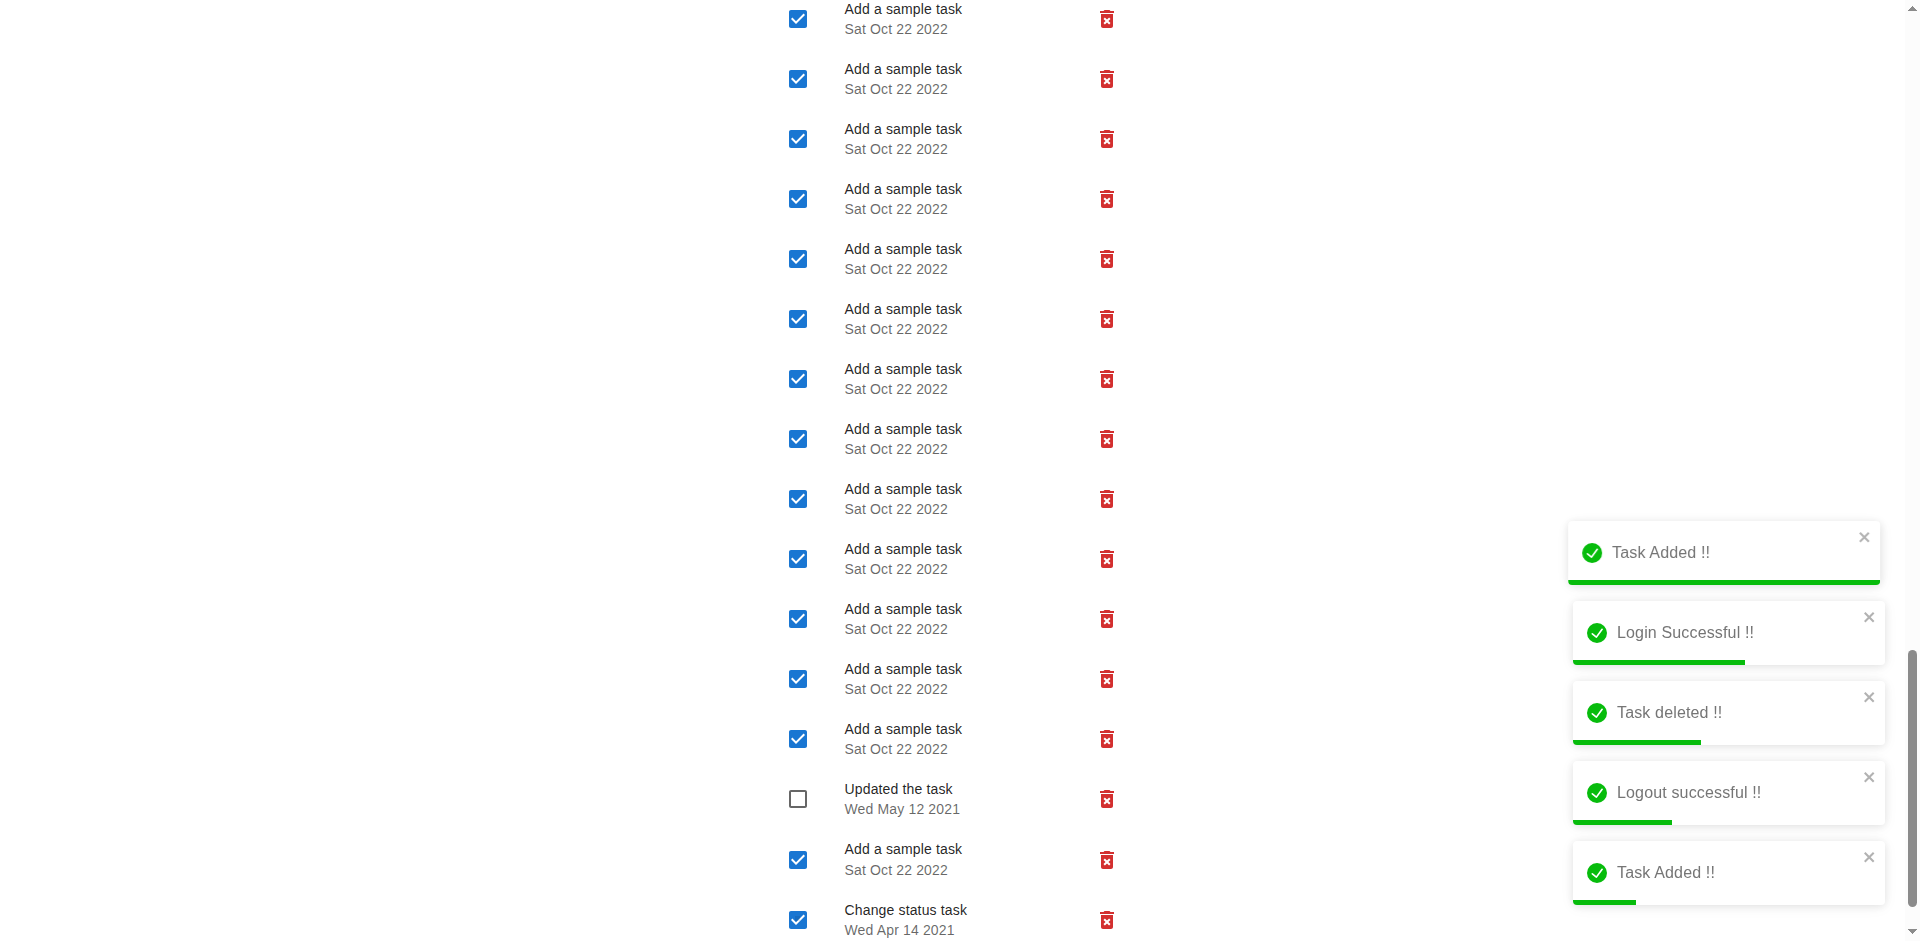 Add a sample task
Sat Oct 22 2022
Add a sample task
Sat Oct 22 2022
Add a sample task
Sat Oct 22 2022
Add a sample task
Sat Oct 22 2022
Add a sample task
Sat Oct 22 2022
Add a sample task
Sat Oct 22 2022
Add a sample task
Sat Oct 22 2022
Add a sample task
Sat Oct 22 2022
Add a sample task
Sat Oct 22 2022
Add a sample task
Sat Oct 22 2022
Add a sample task
Sat Oct 22 2022
Add a sample task
Sat Oct 22 2022
Add a sample task
Sat Oct 22 2022
Updated the task
Wed May 12 2021
Add a sample task
Sat Oct 22 2022
Change status task
Wed Apr 14 2021
Task Added !!
Login Successful !!
Task deleted !!
Logout successful !!
Task Added !!